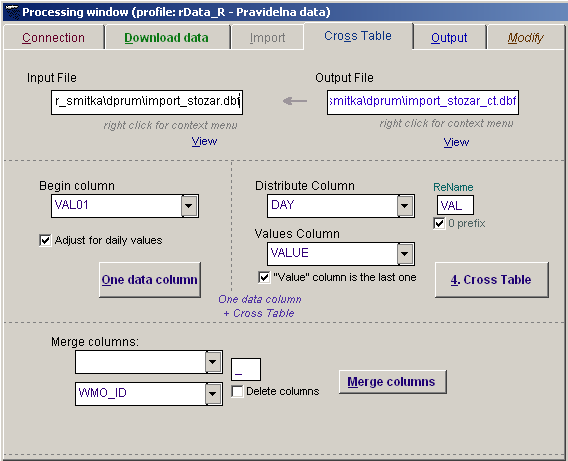 Processing window (profile: rData_R - Pravidelna data)
Connection Download data Import Cross Table Output Modify
Input File Output File
r_smitka\dprum\import_stozar.dbf smitka\dprum\import_stozar_ct.dbf
right click for context menu right click for context menu
View View
Begin column Distribute Column ReName
VAL01 DAY VAL
0 prefix
Adjust for daily values Values Column
VALUE
"Value" column is the last one
One data column 4. Cross Table
One data column
+ Cross Table
Merge columns:
_
WMO_ID Delete columns Merge columns